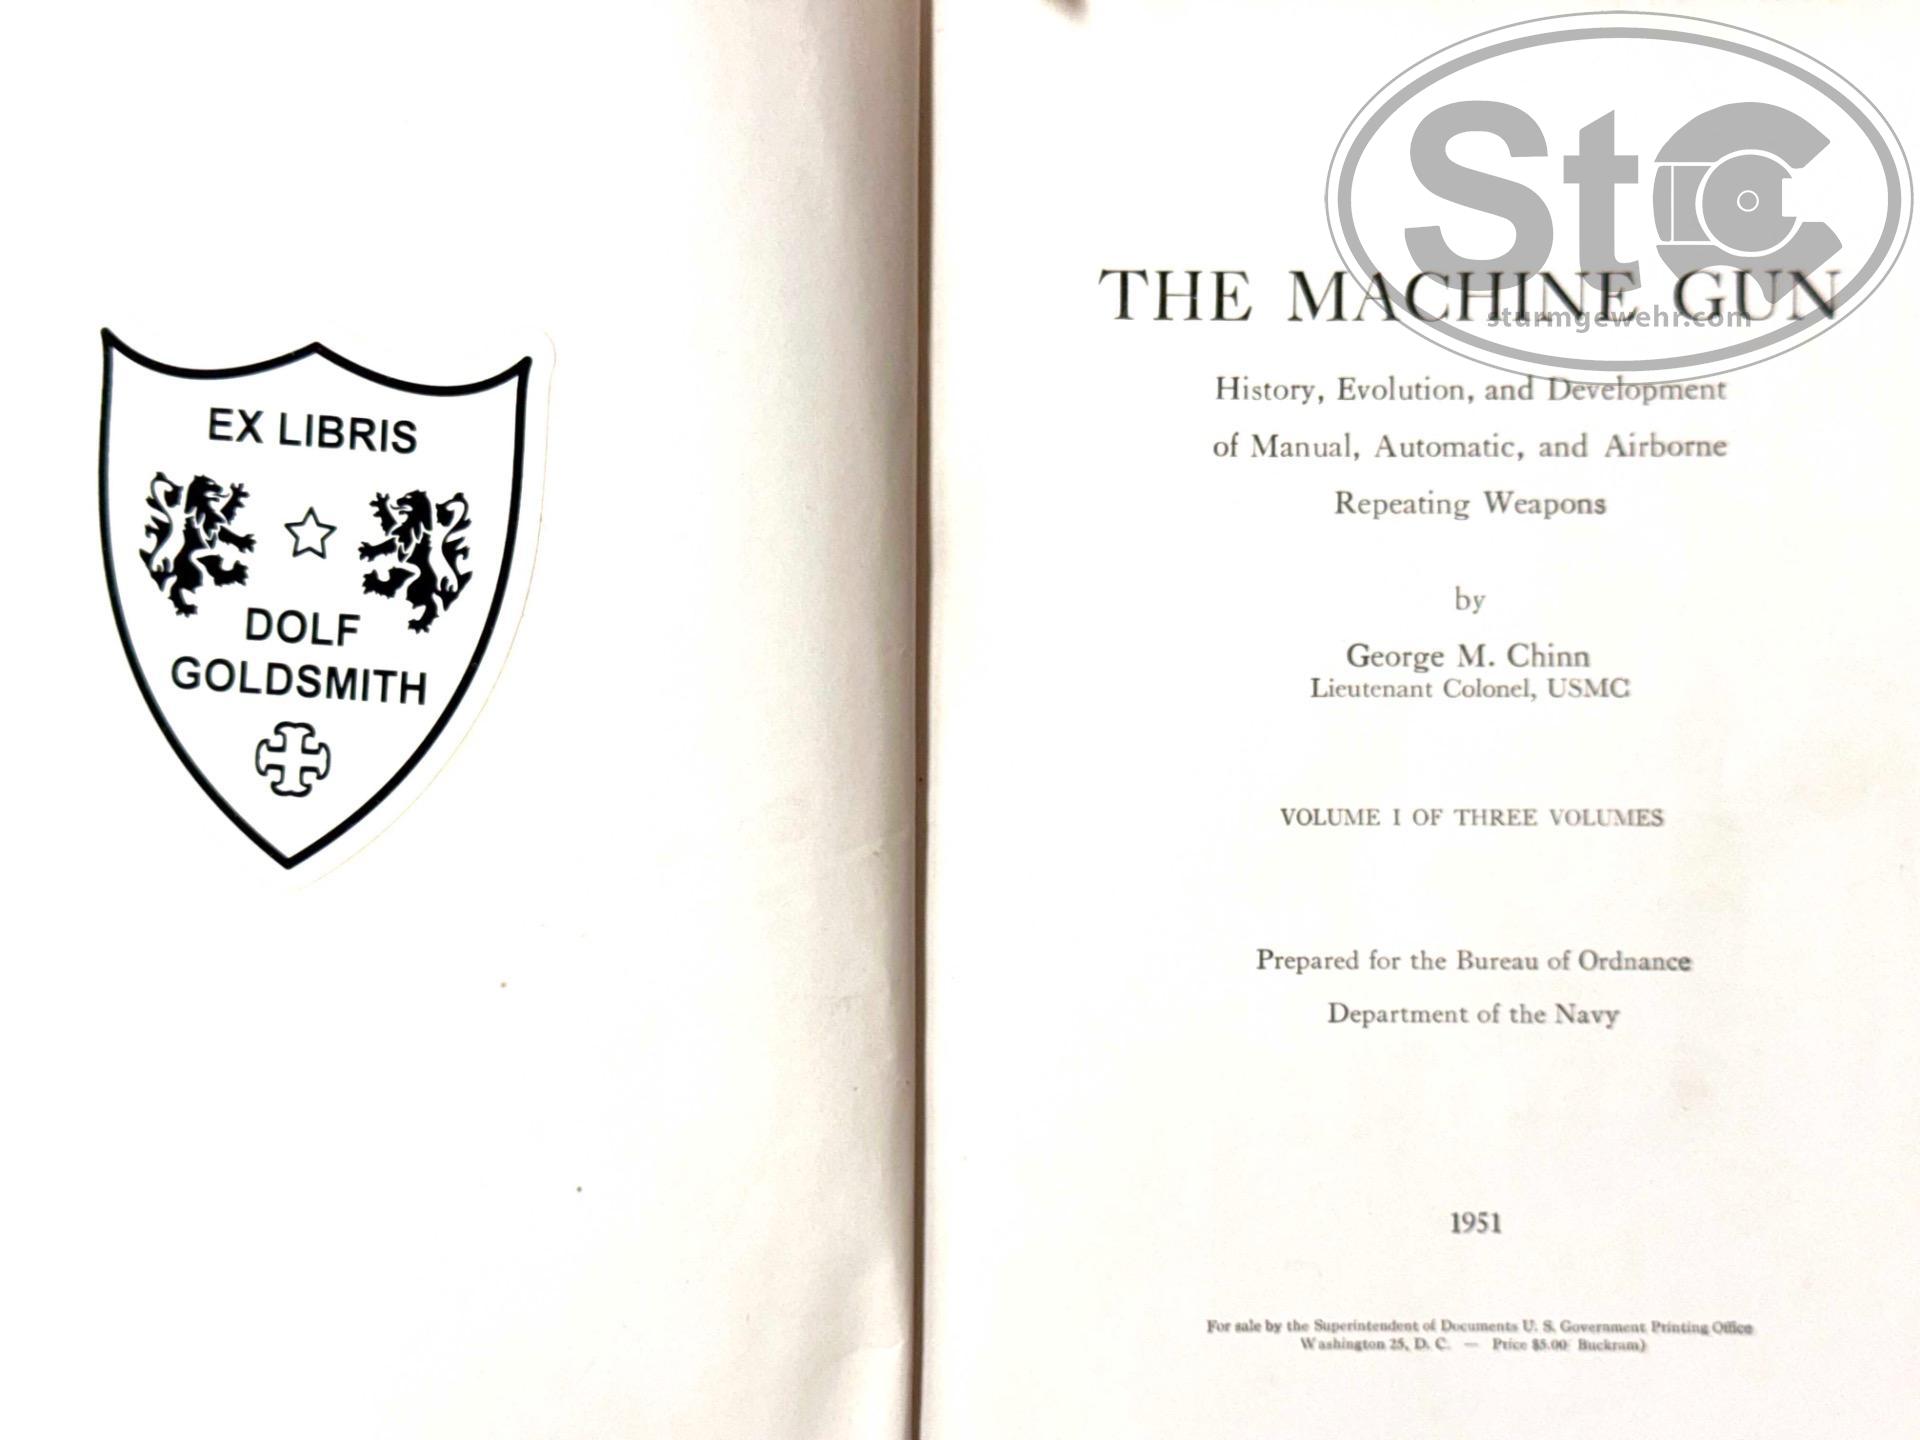 EX LIBRIS
DOLF
GOLDSMITH
StC
sturmgewehr.com
THE MACHINE GUN
History, Evolution, and Development
of Manual, Automatic, and Airborne
Repeating Weapons
by
George M. Chinn
Lieutenant Colonel, USMC
VOLUME I OF THREE VOLUMES
Prepared for the Bureau of Ordnance
Department of the Navy
1951
For sale by the Superintendent of Documents U. S. Government Printing Office
Washington 25, D. C. — Price $5.00 Buckram)